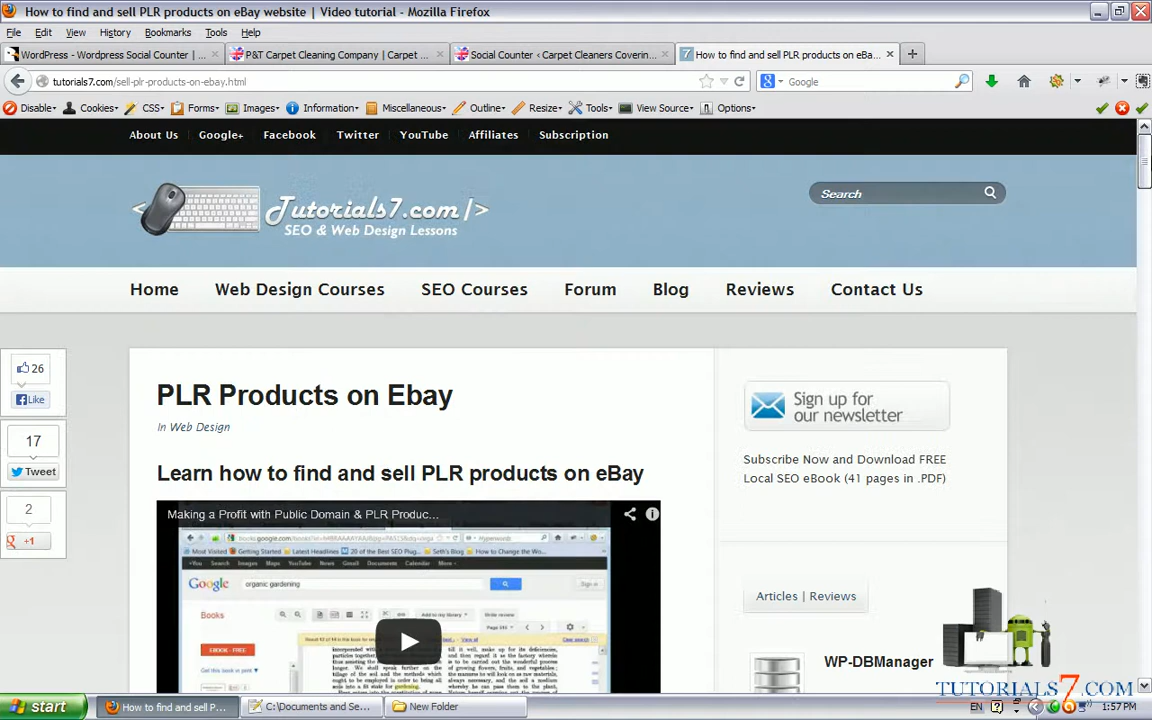 How to find and sell PLR products on eBay website | Video tutorial - Mozilla Firefox
File Edit View History Bookmarks Tools Help
WordPress - Wordpress Social Counter | ...
P&T Carpet Cleaning Company | Carpet ...
Social Counter ‹ Carpet Cleaners Coverin...
How to find and sell PLR products on eBa...
tutorials7.com/sell-plr-products-on-ebay.html
Google
Disable Cookies CSS Forms Images Information Miscellaneous Outline Resize Tools View Source Options
About Us Google+ Facebook Twitter YouTube Affiliates Subscription
<Tutorials7.com/>
SEO & Web Design Lessons
Search
Home Web Design Courses SEO Courses Forum Blog Reviews Contact Us
26
Like
17
Tweet
2
+1
PLR Products on Ebay
In Web Design
Learn how to find and sell PLR products on eBay
Making a Profit with Public Domain & PLR Produc...
Google
organic gardening
Books
EBOOK - FREE
Get this book in print
Sign up for
our newsletter
Subscribe Now and Download FREE
Local SEO eBook (41 pages in .PDF)
Articles | Reviews
WP-DBManager
TUTORIALS7.COM
start
How to find and sell P...
C:\Documents and Se...
New Folder
EN
1:57 PM